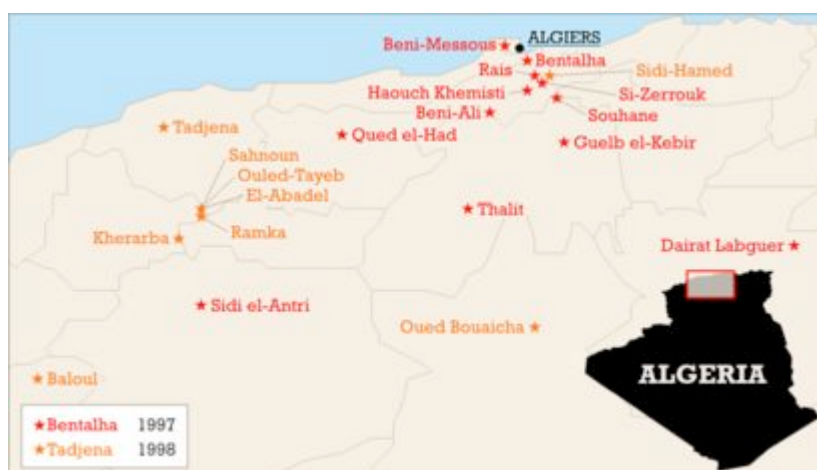 Beni-Messous
ALGIERS
Bentalha
Rais
Sidi-Hamed
Haouch Khemisti
Si-Zerrouk
Beni-Ali
Souhane
Tadjena
Qued el-Had
Guelb el-Kebir
Sahnoun
Ouled-Tayeb
El-Abadel
Thalit
Ramka
Kherarba
Dairat Labguer
Sidi el-Antri
Oued Bouaicha
ALGERIA
Baloul
Bentalha 1997
Tadjena 1998